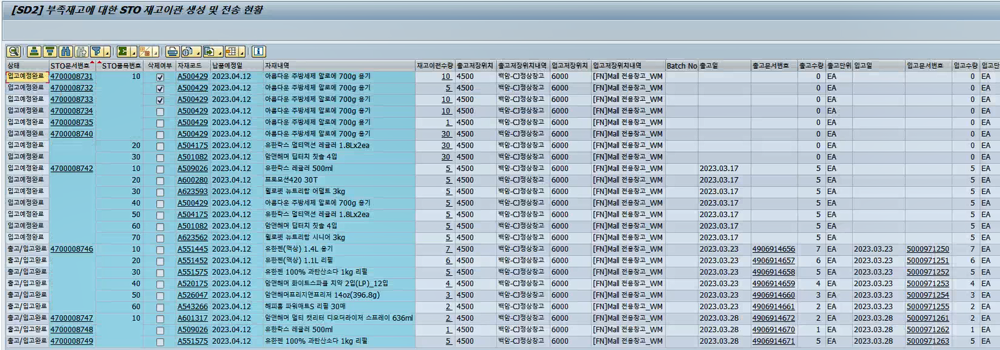 [SD2] 부족재고에 대한 STO 재고이관 생성 및 전송 현황
상태 STO문서번호 STO품목번호 삭제여부 자재코드 납품예정일 자재내역 재고이전수량 출고저장위치 출고저장위치내역 입고저장위치 입고저장위치내역 Batch No 출고일 출고문서번호 출고수량 출고단위 입고일 입고문서번호 입고수량 입고단
입고예정완료 4700008731 10 A500429 2023.04.12 아름다운 주방세제 알로에 700g 용기 10 4500 백암-CJ정상창고 6000 [FN]Mall 전용창고_WM 0 EA 0 EA
입고예정완료 4700008732 A500429 2023.04.12 아름다운 주방세제 알로에 700g 용기 5 4500 백암-CJ정상창고 6000 [FN]Mall 전용창고_WM 0 EA 0 EA
입고예정완료 4700008733 A500429 2023.04.12 아름다운 주방세제 알로에 700g 용기 10 4500 백암-CJ정상창고 6000 [FN]Mall 전용창고_WM 0 EA 0 EA
입고예정완료 4700008734 A500429 2023.04.12 아름다운 주방세제 알로에 700g 용기 10 4500 백암-CJ정상창고 6000 [FN]Mall 전용창고_WM 0 EA 0 EA
입고예정완료 4700008735 A500429 2023.04.12 아름다운 주방세제 알로에 700g 용기 1 4500 백암-CJ정상창고 6000 [FN]Mall 전용창고_WM 0 EA 0 EA
입고예정완료 4700008740 A500429 2023.04.12 아름다운 주방세제 알로에 700g 용기 30 4500 백암-CJ정상창고 6000 [FN]Mall 전용창고_WM 0 EA 0 EA
입고예정완료 20 A504175 2023.04.12 유한락스 멀티액션 레귤러 1.8Lx2ea 30 4500 백암-CJ정상창고 6000 [FN]Mall 전용창고_WM 0 EA 0 EA
입고예정완료 30 A501082 2023.04.12 암앤해머 딥터치 칫솔 4입 30 4500 백암-CJ정상창고 6000 [FN]Mall 전용창고_WM 0 EA 0 EA
입고예정완료 4700008742 10 A509026 2023.04.12 유한락스 레귤러 500ml 5 4500 백암-CJ정상창고 6000 [FN]Mall 전용창고_WM 2023.03.17 5 EA 5 EA
입고예정완료 20 A600280 2023.04.12 프로모션420 30T 5 4500 백암-CJ정상창고 6000 [FN]Mall 전용창고_WM 2023.03.17 5 EA 5 EA
입고예정완료 30 A623593 2023.04.12 웰로펫 뉴트리랍 어덜트 3kg 5 4500 백암-CJ정상창고 6000 [FN]Mall 전용창고_WM 2023.03.17 5 EA 5 EA
입고예정완료 40 A500429 2023.04.12 아름다운 주방세제 알로에 700g 용기 5 4500 백암-CJ정상창고 6000 [FN]Mall 전용창고_WM 2023.03.17 5 EA 5 EA
입고예정완료 50 A504175 2023.04.12 유한락스 멀티액션 레귤러 1.8Lx2ea 5 4500 백암-CJ정상창고 6000 [FN]Mall 전용창고_WM 2023.03.17 5 EA 5 EA
입고예정완료 60 A501082 2023.04.12 암앤해머 딥터치 칫솔 4입 5 4500 백암-CJ정상창고 6000 [FN]Mall 전용창고_WM 2023.03.17 5 EA 5 EA
입고예정완료 70 A623562 2023.04.12 웰로펫 뉴트리랍 시니어 3kg 5 4500 백암-CJ정상창고 6000 [FN]Mall 전용창고_WM 2023.03.17 5 EA 5 EA
출고/입고완료 4700008746 10 A551445 2023.04.12 유한젠(액상) 1.4L 용기 7 4500 백암-CJ정상창고 6000 [FN]Mall 전용창고_WM 2023.03.23 4906914656 7 EA 2023.03.23 5000971250 7 EA
출고/입고완료 20 A551452 2023.04.12 유한젠(액상) 1.1L 리필 6 4500 백암-CJ정상창고 6000 [FN]Mall 전용창고_WM 2023.03.23 4906914657 6 EA 2023.03.23 5000971251 6 EA
출고/입고완료 30 A551575 2023.04.12 유한젠 100% 과탄산소다 1kg 리필 5 4500 백암-CJ정상창고 6000 [FN]Mall 전용창고_WM 2023.03.23 4906914658 5 EA 2023.03.23 5000971252 5 EA
출고/입고완료 40 A520175 2023.04.12 암앤해머 화이트스파클 치약 2입(LP)_12입 4 4500 백암-CJ정상창고 6000 [FN]Mall 전용창고_WM 2023.03.23 4906914659 4 EA 2023.03.23 5000971253 4 EA
출고/입고완료 50 A526047 2023.04.12 암앤해머프리지앤프리저 14oz(396.8g) 3 4500 백암-CJ정상창고 6000 [FN]Mall 전용창고_WM 2023.03.23 4906914660 3 EA 2023.03.23 5000971254 3 EA
출고/입고완료 60 A543266 2023.04.12 해피홈 파워매트S 리필 30매 2 4500 백암-CJ정상창고 6000 [FN]Mall 전용창고_WM 2023.03.23 4906914661 2 EA 2023.03.23 5000971255 2 EA
출고/입고완료 4700008747 10 A601317 2023.04.12 암앤해머 멀티 캣리터 디오더라이저 스프레이 636ml 2 4500 백암-CJ정상창고 6000 [FN]Mall 전용창고_WM 2023.03.28 4906914672 2 EA 2023.03.28 5000971261 2 EA
출고/입고완료 4700008748 A509026 2023.04.12 유한락스 레귤러 500ml 1 4500 백암-CJ정상창고 6000 [FN]Mall 전용창고_WM 2023.03.28 4906914670 1 EA 2023.03.28 5000971262 1 EA
출고/입고완료 4700008749 A551575 2023.04.12 유한젠 100% 과탄산소다 1kg 리필 5 4500 백암-CJ정상창고 6000 [FN]Mall 전용창고_WM 2023.03.28 4906914671 5 EA 2023.03.28 5000971263 5 EA